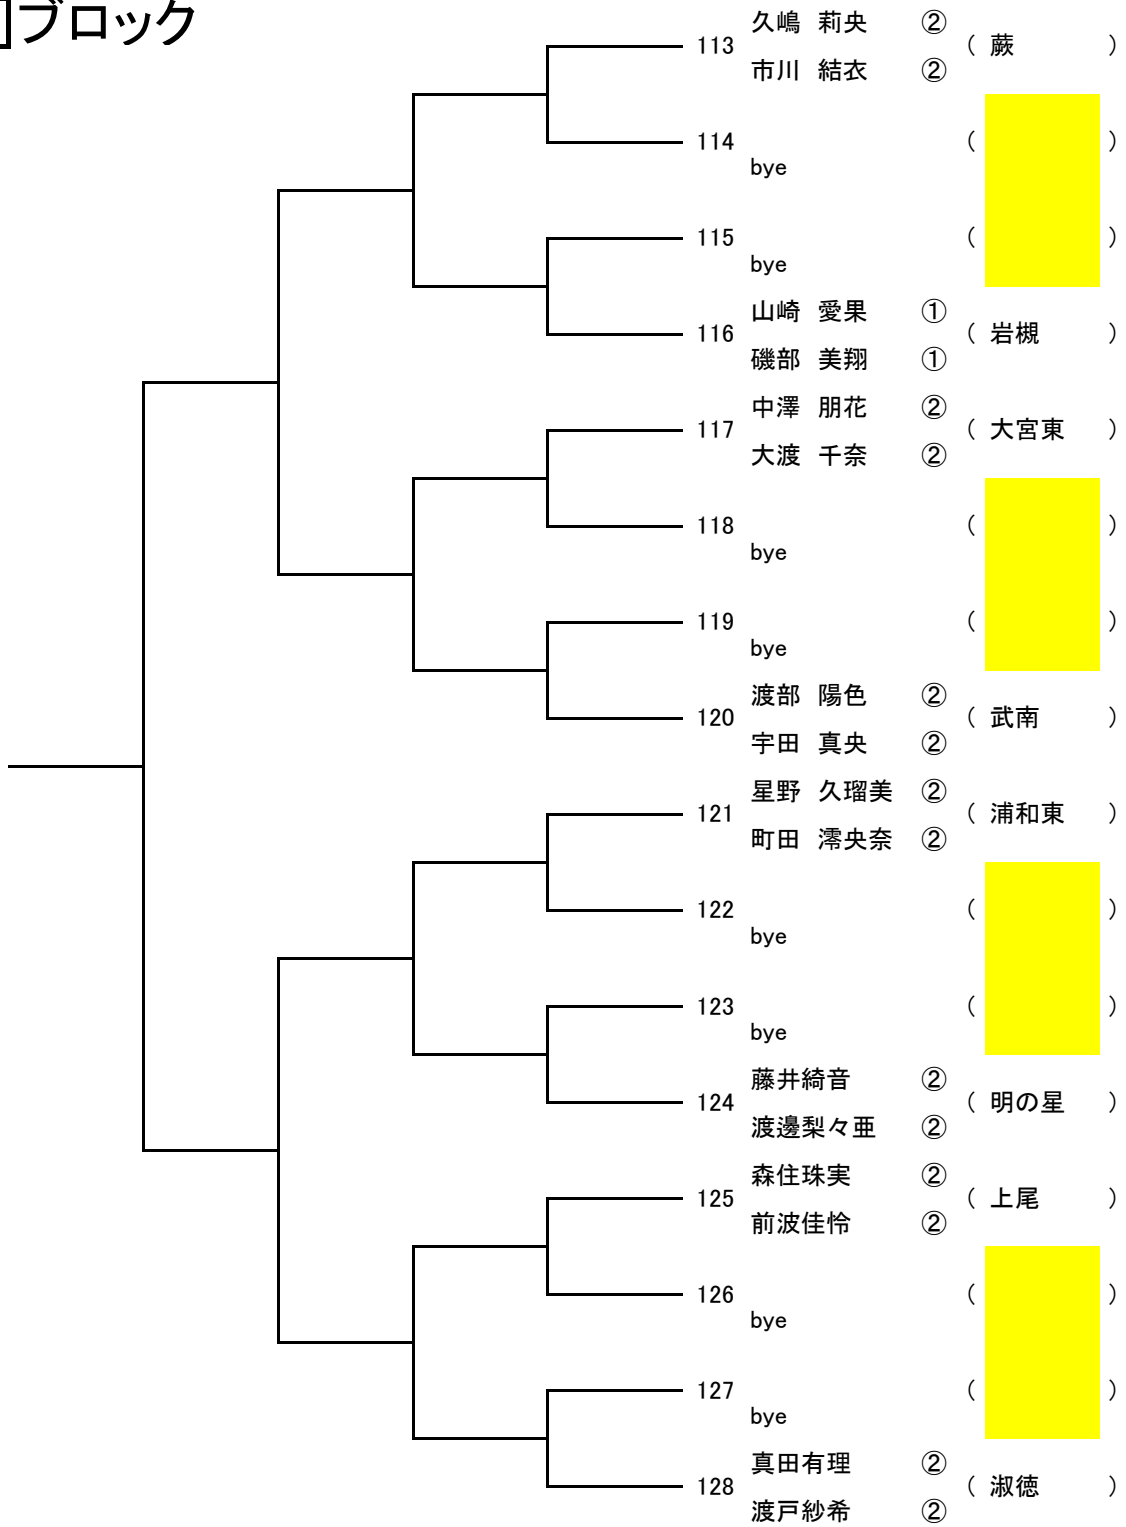 ブロック
久嶋 莉央 ②
113 ( 蕨 )
市川 結衣 ②
114 ( )
bye
115 ( )
bye
山崎 愛果 ①
116 ( 岩槻 )
磯部 美翔 ①
中澤 朋花 ②
117 ( 大宮東 )
大渡 千奈 ②
118 ( )
bye
119 ( )
bye
渡部 陽色 ②
120 ( 武南 )
宇田 真央 ②
星野 久瑠美 ②
121 ( 浦和東 )
町田 澪央奈 ②
122 ( )
bye
123 ( )
bye
藤井綺音 ②
124 ( 明の星 )
渡邊梨々亜 ②
森住珠実 ②
125 ( 上尾 )
前波佳怜 ②
126 ( )
bye
127 ( )
bye
真田有理 ②
128 ( 淑徳 )
渡戸紗希 ②